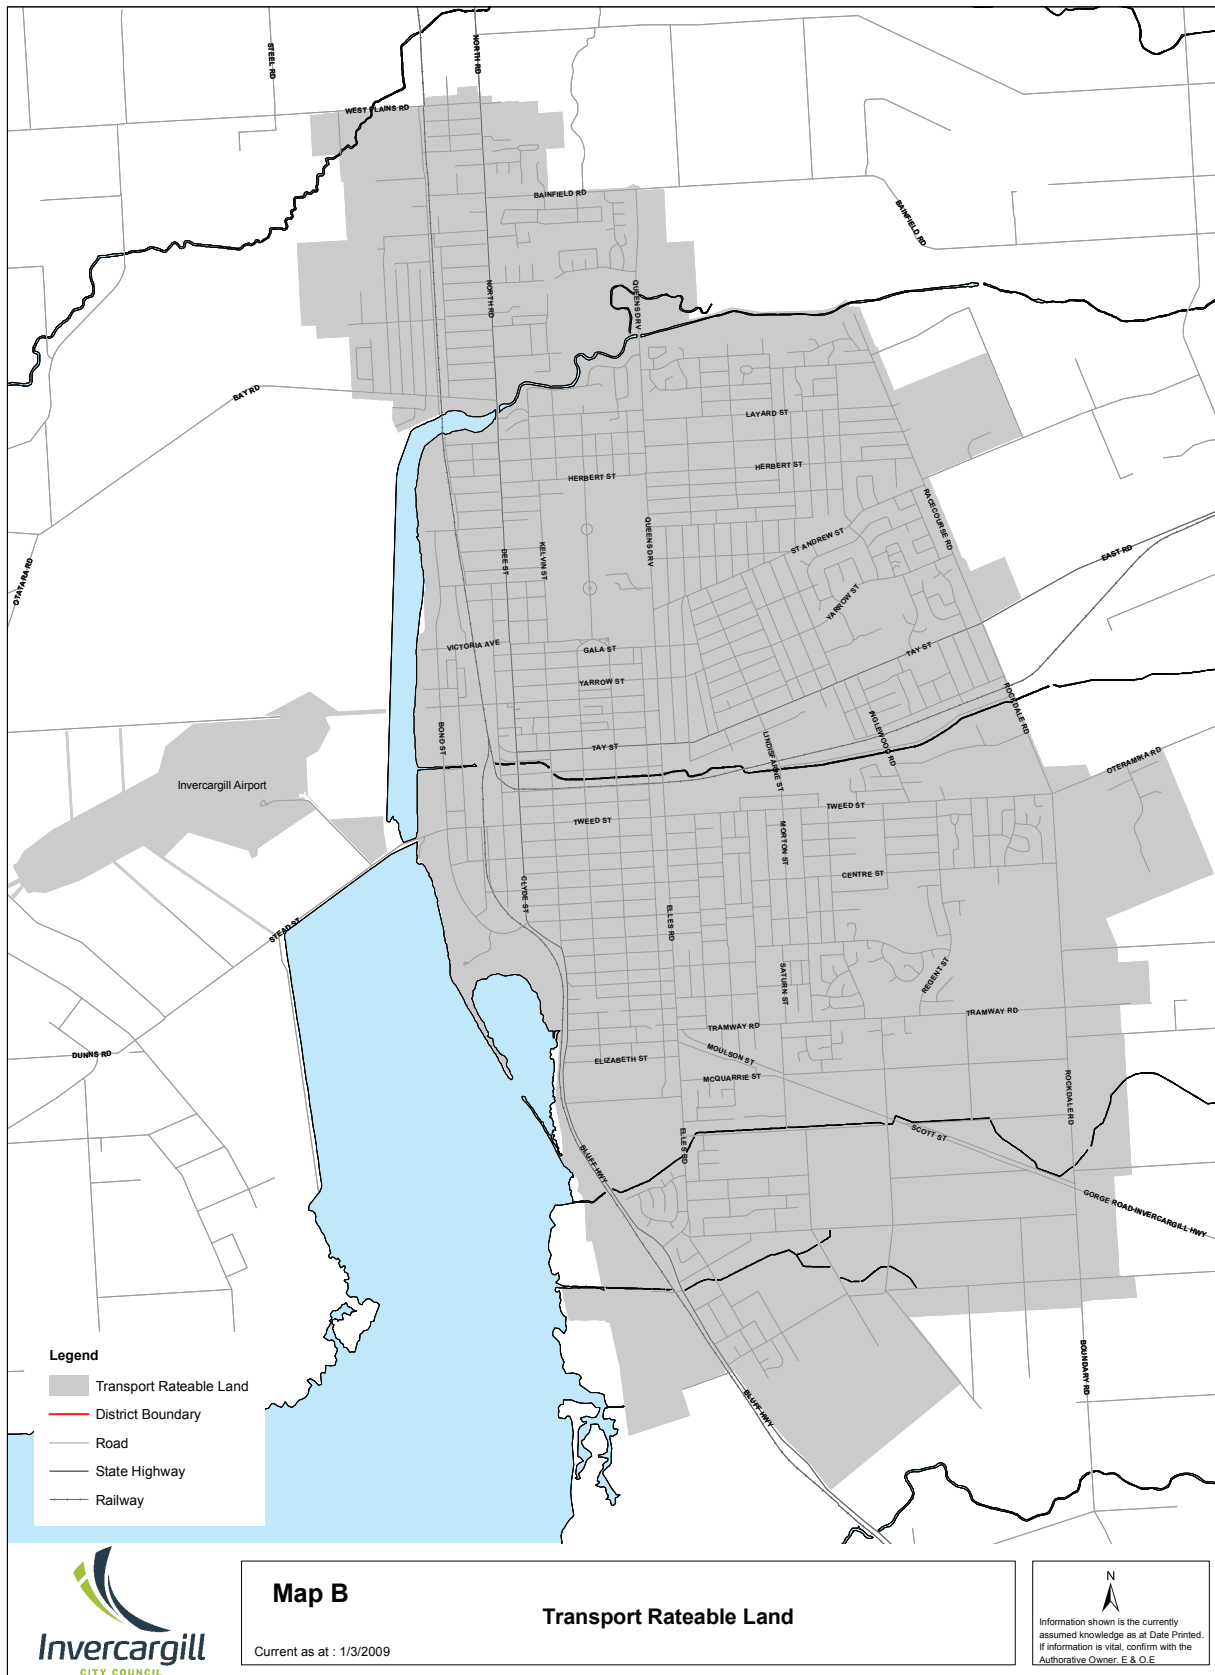 STEEL RD
NORTH RD
WEST PLAINS RD
BAINFIELD RD
BAINFIELD RD
QUEENS DRV
NORTH RD
BAY RD
LAYARD ST
HERBERT ST
HERBERT ST
RACECOURSE RD
QUEENS DRV
ST ANDREW ST
KELVIN ST
DEE ST
EAST RD
OTATARA RD
YARROW ST
VICTORIA AVE
GALA ST
TAY ST
YARROW ST
ROCKDALE RD
BOND ST
INGLEWOOD RD
LINDISFARNE ST
TAY ST
OTERAMIKA RD
Invercargill Airport
TWEED ST
TWEED ST
MORTON ST
CENTRE ST
CLYDE ST
ELLES RD
STEAD ST
REGENT ST
SATURN ST
TRAMWAY RD
TRAMWAY RD
MOULSON ST
DUNNS RD
ELIZABETH ST
MCQUARRIE ST
ROCKDALE RD
SCOTT ST
ELLES RD
BLUFF HWY
GORGE ROAD-INVERCARGILL HWY
BOUNDARY RD
BLUFF HWY
Legend
Transport Rateable Land
District Boundary
Road
State Highway
Railway
Invercargill
CITY COUNCIL
Map B
Transport Rateable Land
Current as at : 1/3/2009
N
Information shown is the currently
assumed knowledge as at Date Printed.
If information is vital, confirm with the
Authorative Owner. E & O.E